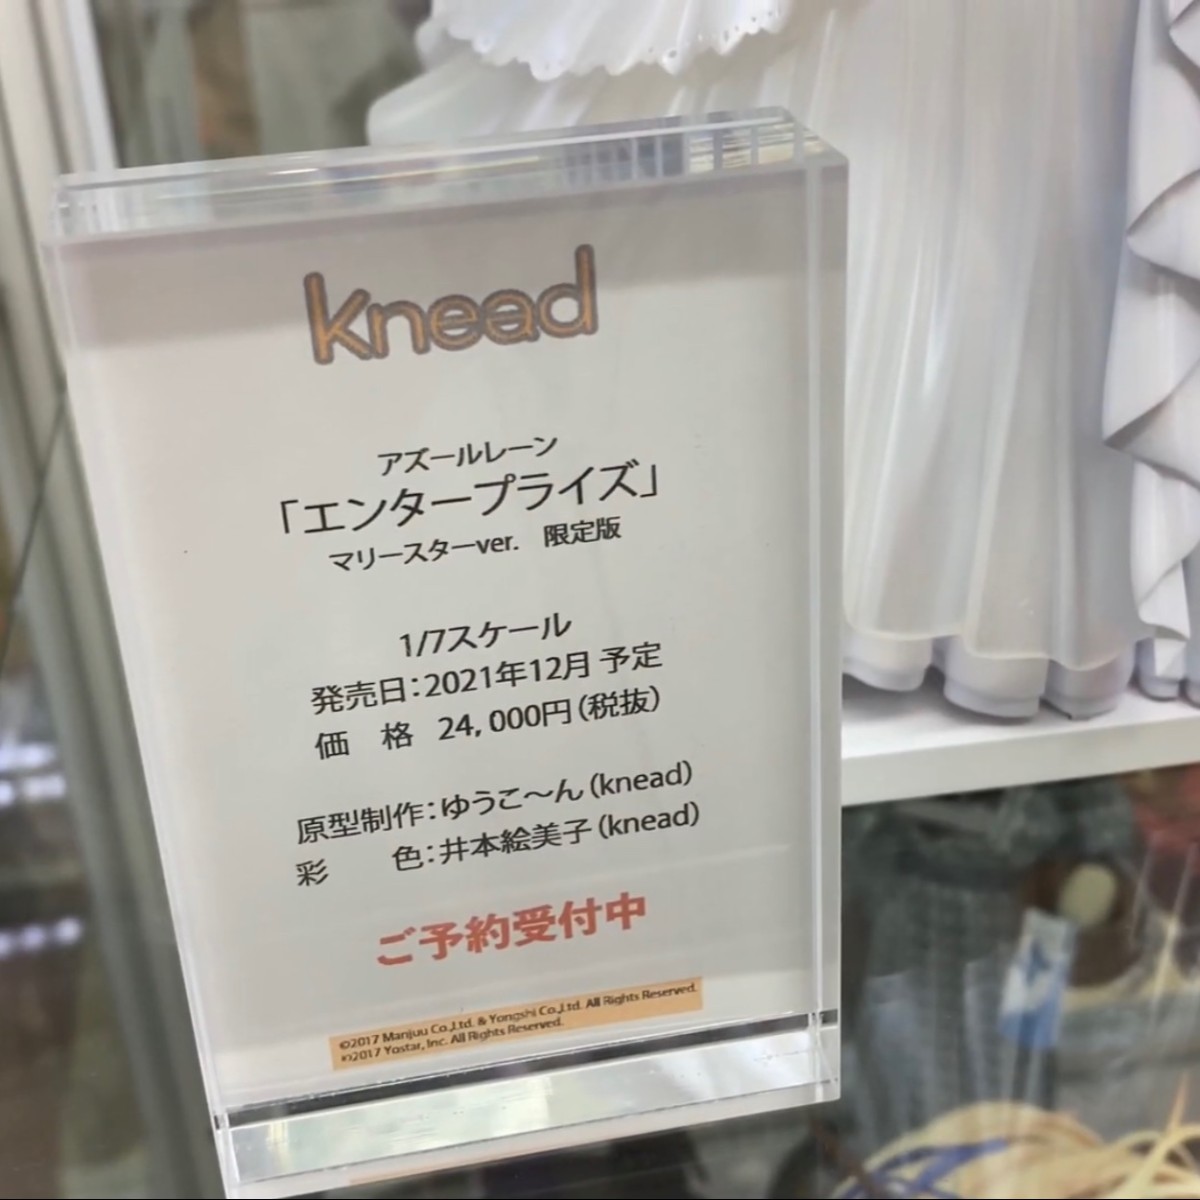 knead
アズールレーン
「エンタープライズ」
マリースターver. 限定版
1/7スケール
発売日：2021年12月 予定
価 格 24,000円（税抜）
原型制作：ゆうこ〜ん（knead）
彩 色：井本絵美子（knead）
ご予約受付中
©2017 Manjuu Co.,Ltd. & Yongshi Co.,Ltd. All Rights Reserved.
©2017 Yostar, Inc. All Rights Reserved.